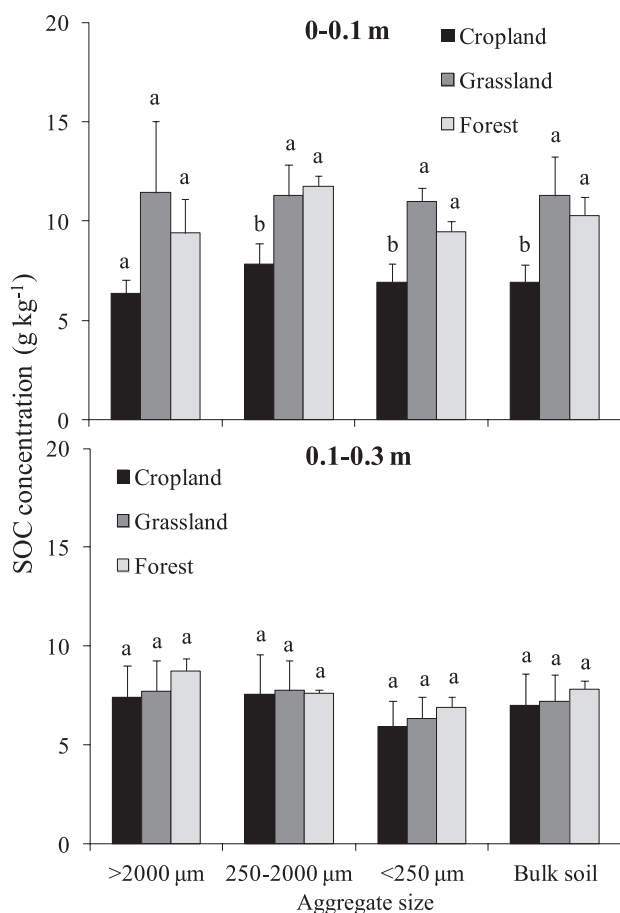 20
0-0.1 m
Cropland
Grassland
Forest
15
10
5
0
a a a
b a a
b a a
b a a
SOC concentration (g kg-1)
20
0.1-0.3 m
Cropland
Grassland
Forest
15
10
5
0
a a a
a a a
a a a
a a a
>2000 µm 250-2000 µm <250 µm Bulk soil
Aggregate size